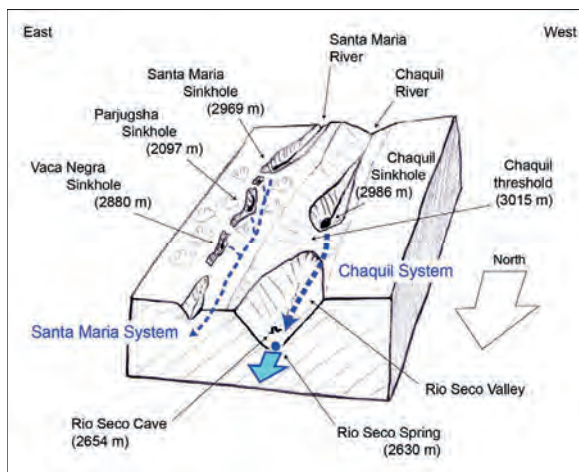 East
West
Santa Maria
River
Santa Maria
Sinkhole
(2969 m)
Chaquil
River
Parjugsha
Sinkhole
(2097 m)
Chaquil
Sinkhole
(2986 m)
Chaquil
threshold
(3015 m)
Vaca Negra
Sinkhole
(2880 m)
North
Chaquil System
Santa Maria System
Rio Seco Valley
Rio Seco Cave
(2654 m)
Rio Seco Spring
(2630 m)